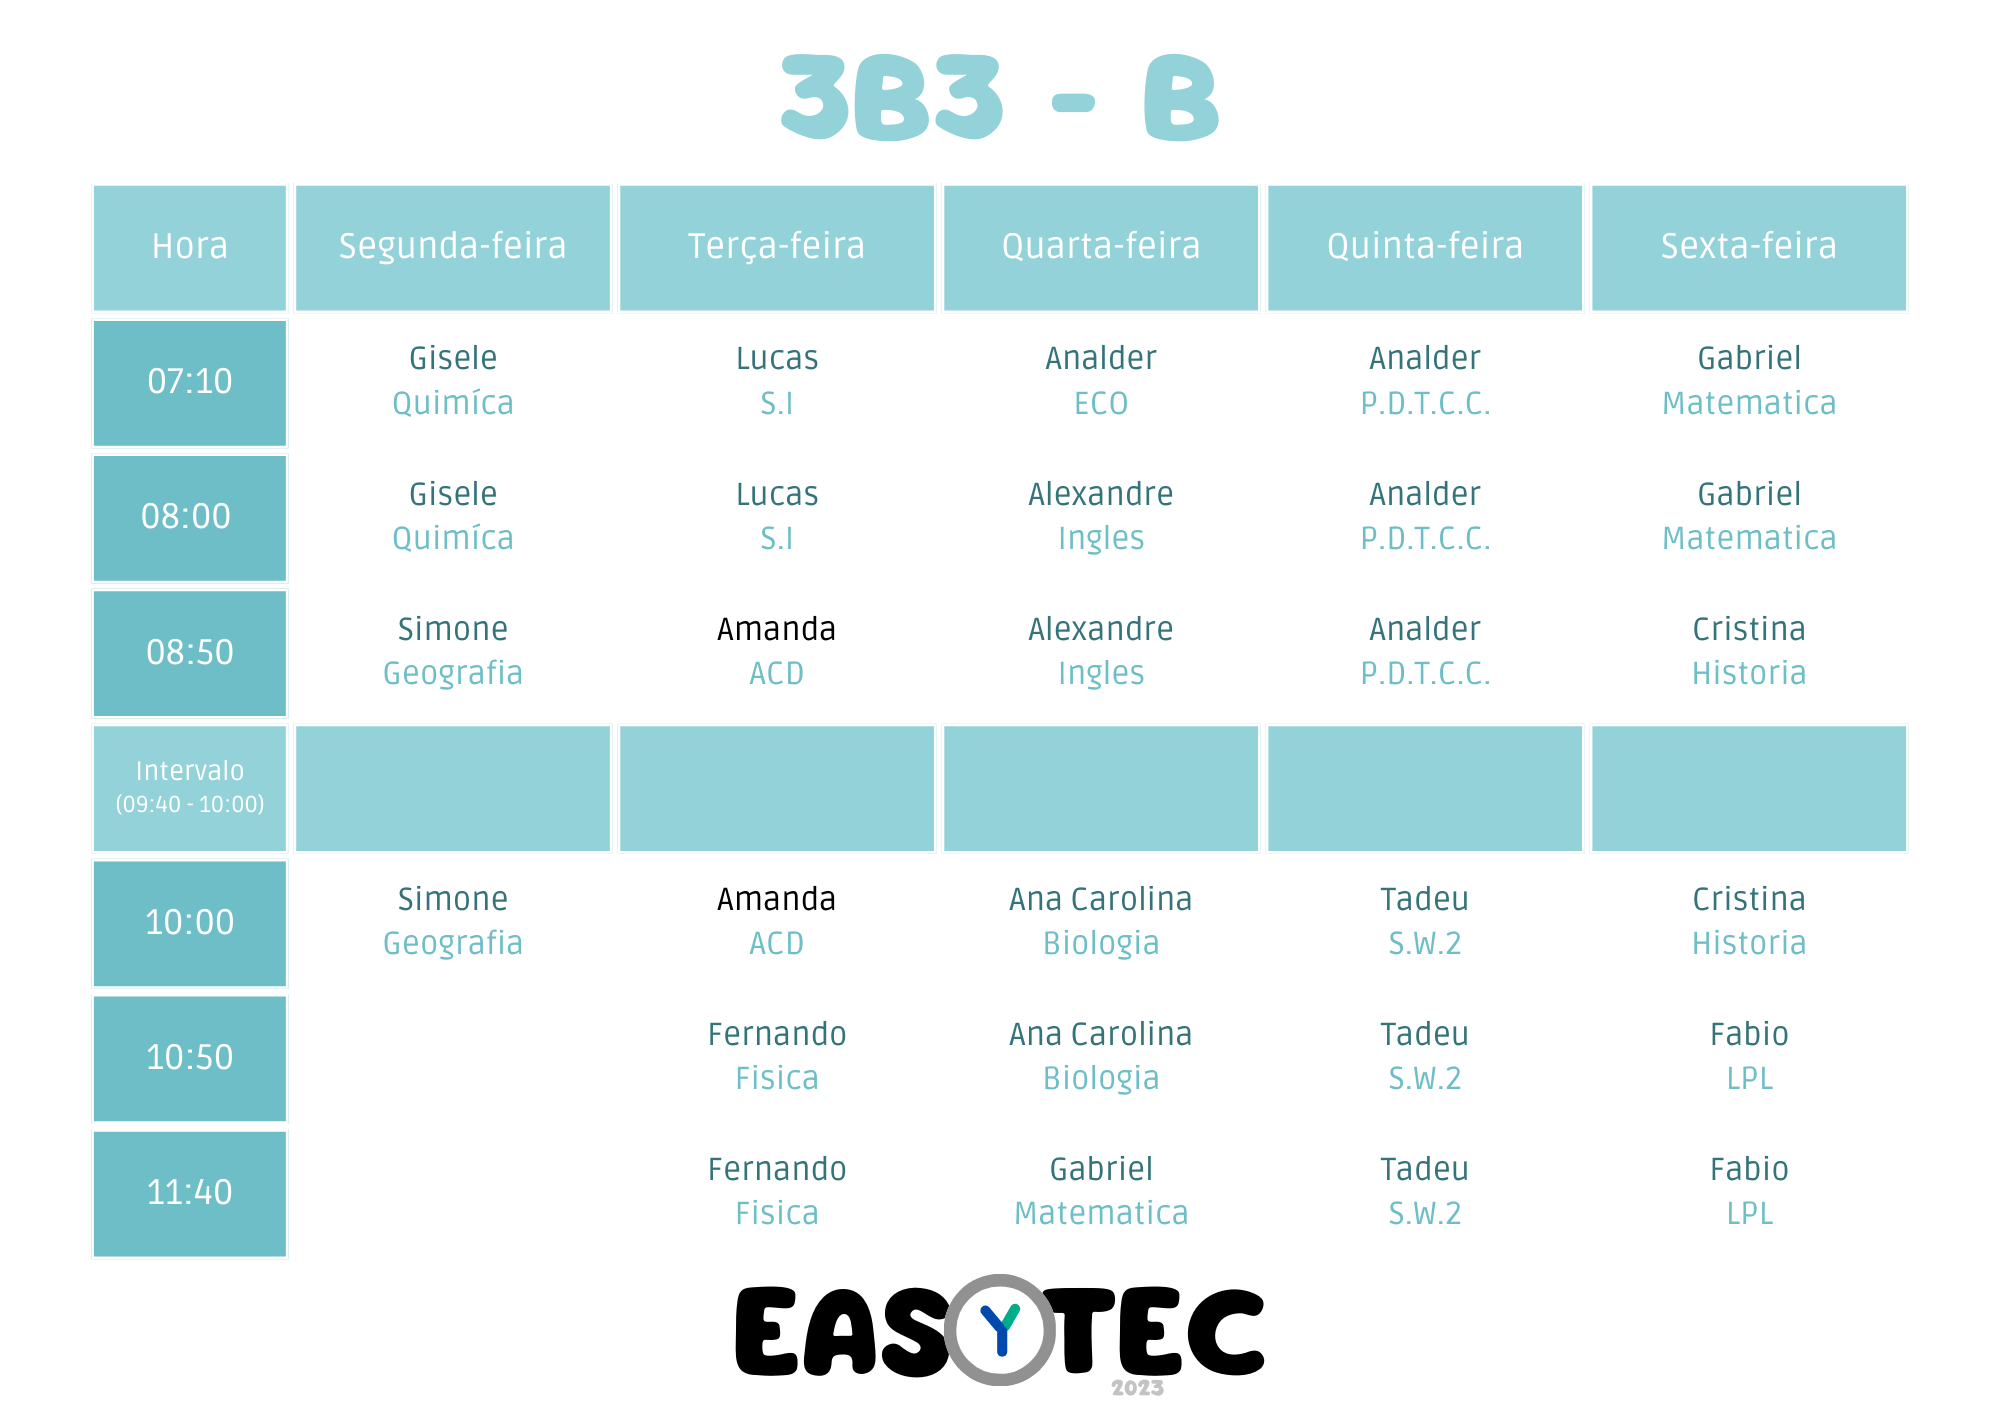 3B3 - B
Hora Segunda-feira Terça-feira Quarta-feira Quinta-feira Sexta-feira
07:10 Gisele Lucas Analder Analder Gabriel
Quimíca S.I ECO P.D.T.C.C. Matematica
08:00 Gisele Lucas Alexandre Analder Gabriel
Quimíca S.I Ingles P.D.T.C.C. Matematica
08:50 Simone Amanda Alexandre Analder Cristina
Geografia ACD Ingles P.D.T.C.C. Historia
Intervalo
(09:40 - 10:00)
10:00 Simone Amanda Ana Carolina Tadeu Cristina
Geografia ACD Biologia S.W.2 Historia
10:50 Fernando Ana Carolina Tadeu Fabio
Fisica Biologia S.W.2 LPL
11:40 Fernando Gabriel Tadeu Fabio
Fisica Matematica S.W.2 LPL
EASYTEC
2023